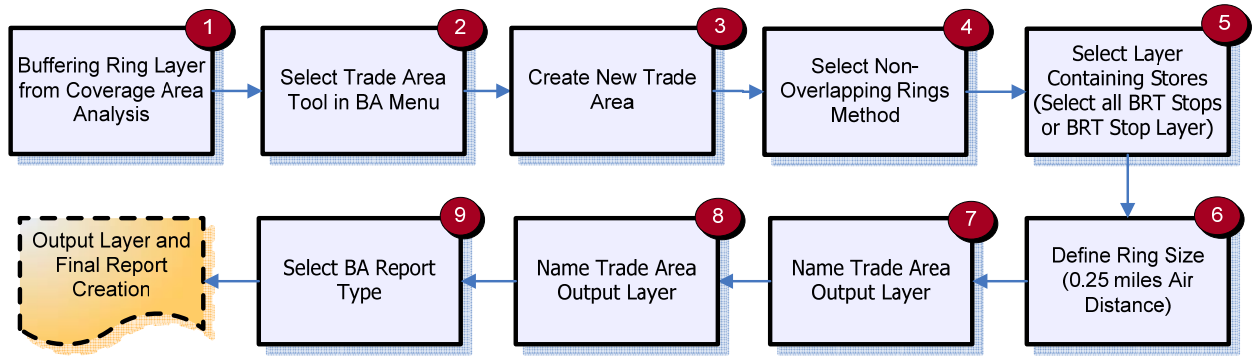 1
Buffering Ring Layer
from Coverage Area
Analysis
2
Select Trade Area
Tool in BA Menu
3
Create New Trade
Area
4
Select Non-
Overlapping Rings
Method
5
Select Layer
Containing Stores
(Select all BRT Stops
or BRT Stop Layer)
6
Define Ring Size
(0.25 miles Air
Distance)
7
Name Trade Area
Output Layer
8
Name Trade Area
Output Layer
9
Select BA Report
Type
Output Layer and
Final Report
Creation